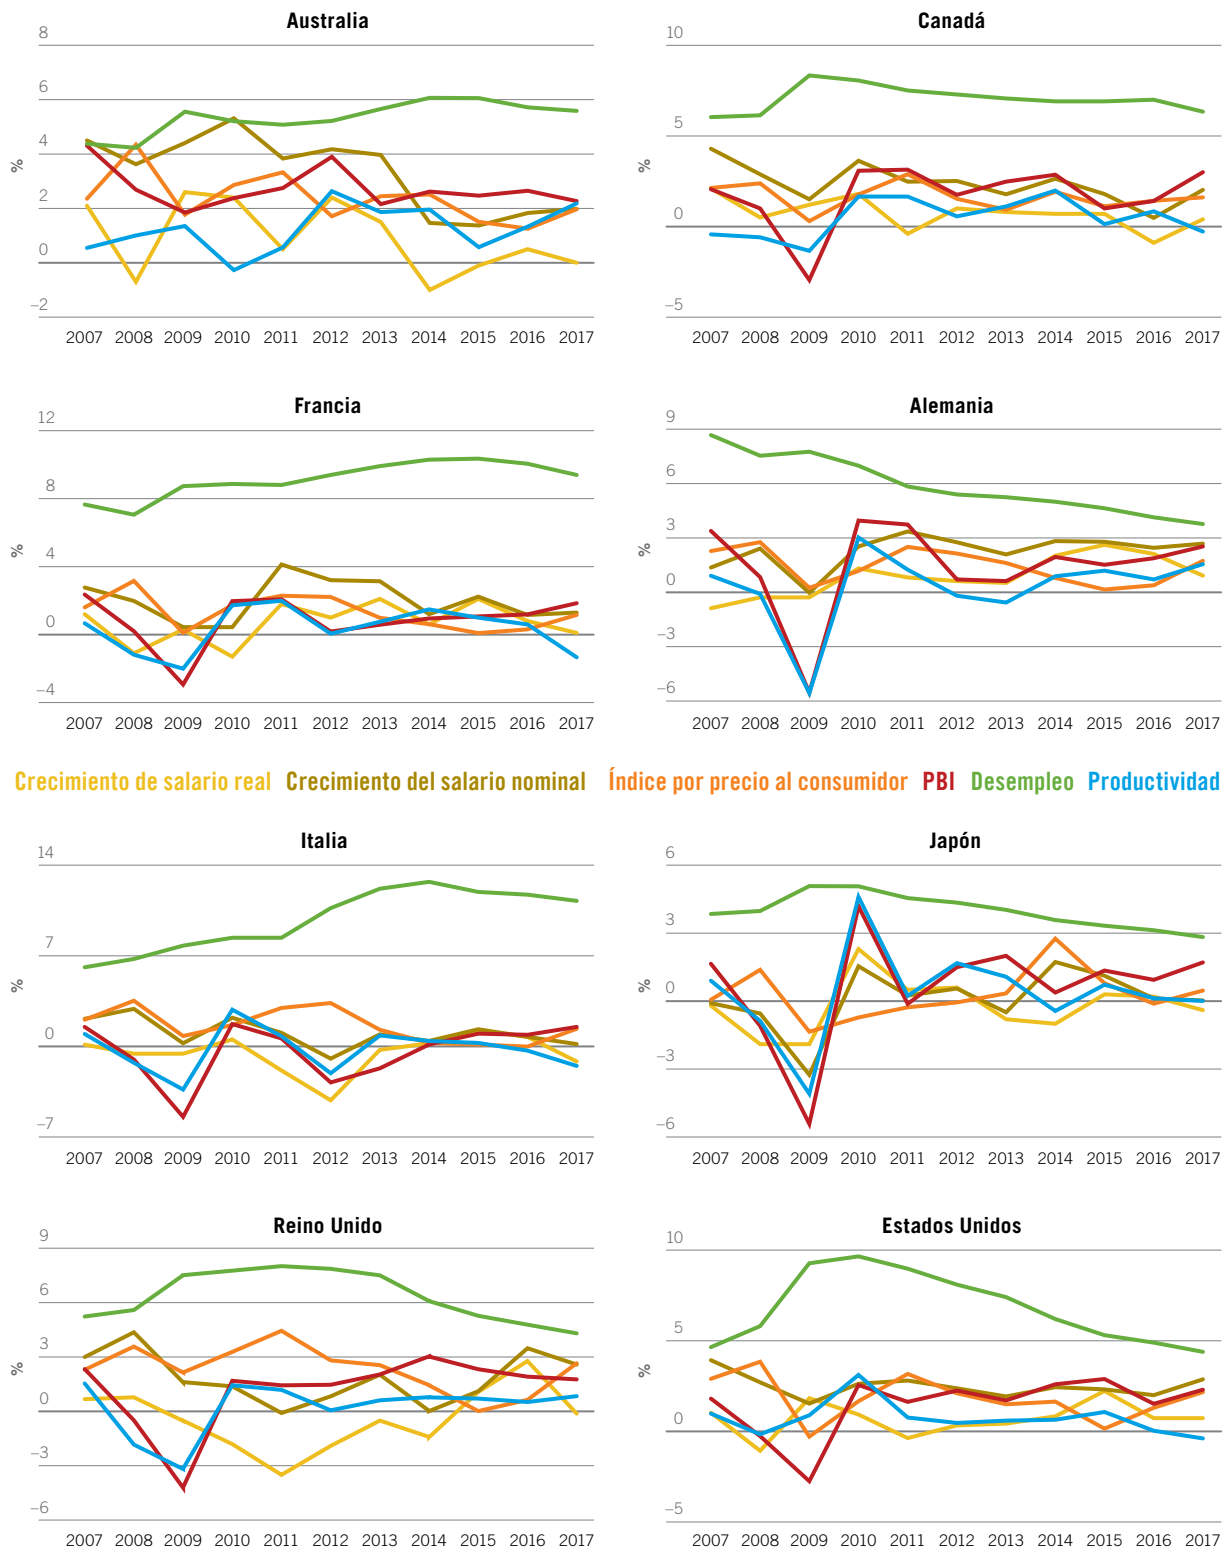 Australia
8
6
4
2
0
–2
%
2007 2008 2009 2010 2011 2012 2013 2014 2015 2016 2017
Canadá
10
5
0
–5
%
2007 2008 2009 2010 2011 2012 2013 2014 2015 2016 2017
Francia
12
8
4
0
–4
%
2007 2008 2009 2010 2011 2012 2013 2014 2015 2016 2017
Alemania
9
6
3
0
–3
–6
%
2007 2008 2009 2010 2011 2012 2013 2014 2015 2016 2017
Crecimiento de salario real Crecimiento del salario nominal Índice por precio al consumidor PBI Desempleo Productividad
Italia
14
7
0
–7
%
2007 2008 2009 2010 2011 2012 2013 2014 2015 2016 2017
Japón
6
3
0
–3
–6
%
2007 2008 2009 2010 2011 2012 2013 2014 2015 2016 2017
Reino Unido
9
6
3
0
–3
–6
%
2007 2008 2009 2010 2011 2012 2013 2014 2015 2016 2017
Estados Unidos
10
5
0
–5
%
2007 2008 2009 2010 2011 2012 2013 2014 2015 2016 2017